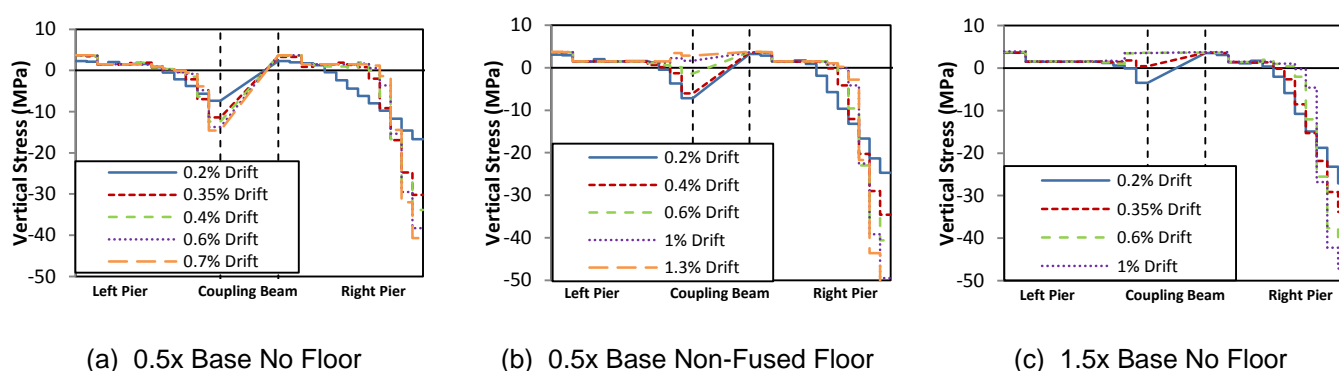 10
0
-10
-20
-30
-40
-50
Vertical Stress (MPa)
0.2% Drift
0.35% Drift
0.4% Drift
0.6% Drift
0.7% Drift
Left Pier Coupling Beam Right Pier
(a) 0.5x Base No Floor
10
0
-10
-20
-30
-40
-50
Vertical Stress (MPa)
0.2% Drift
0.4% Drift
0.6% Drift
1% Drift
1.3% Drift
Left Pier Coupling Beam Right Pier
(b) 0.5x Base Non-Fused Floor
10
0
-10
-20
-30
-40
-50
Vertical Stress (MPa)
0.2% Drift
0.35% Drift
0.6% Drift
1% Drift
Left Pier Coupling Beam Right Pier
(c) 1.5x Base No Floor